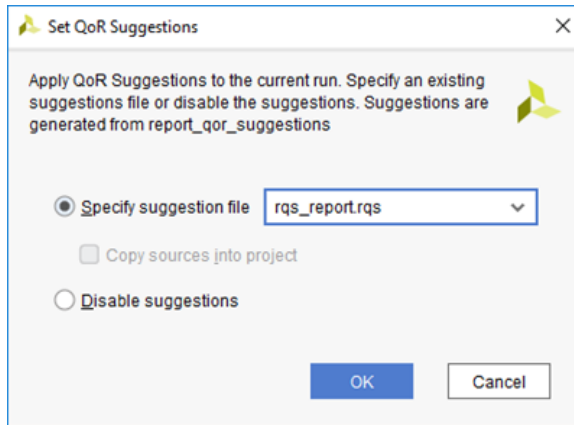 Set QoR Suggestions
Apply QoR Suggestions to the current run. Specify an existing
suggestions file or disable the suggestions. Suggestions are
generated from report_qor_suggestions
Specify suggestion file rqs_report.rqs
Copy sources into project
Disable suggestions
OK Cancel